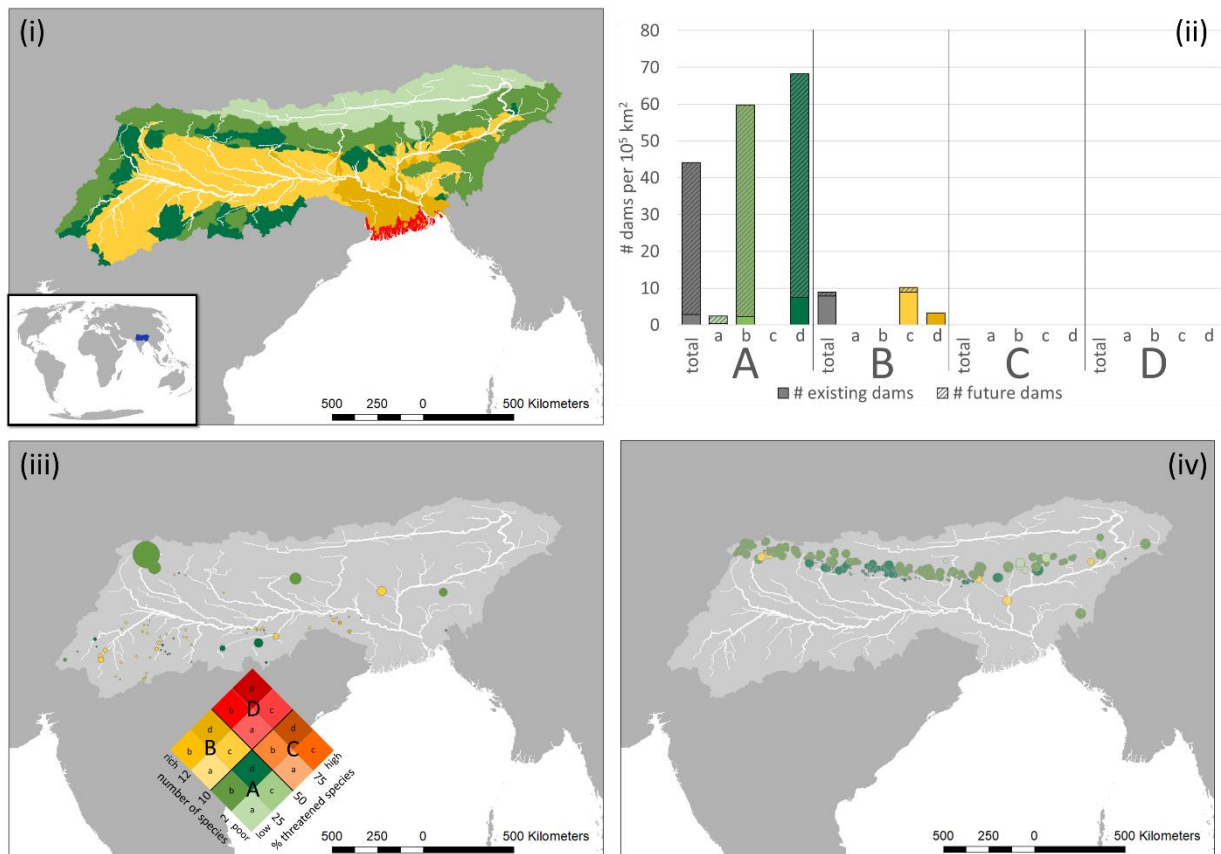 (i)
500 250 0 500 Kilometers
(ii)
# dams per 10⁵ km²
80
70
60
50
40
30
20
10
0
total a b c d total a b c d total a b c d total a b c d
A B C D
# existing dams # future dams
(iii)
d
b D c
d a d
b B c b C c
rich a d a high
12 b A c 75
10 a 50
2 25
poor low
number of species % threatened species
500 250 0 500 Kilometers
(iv)
500 250 0 500 Kilometers